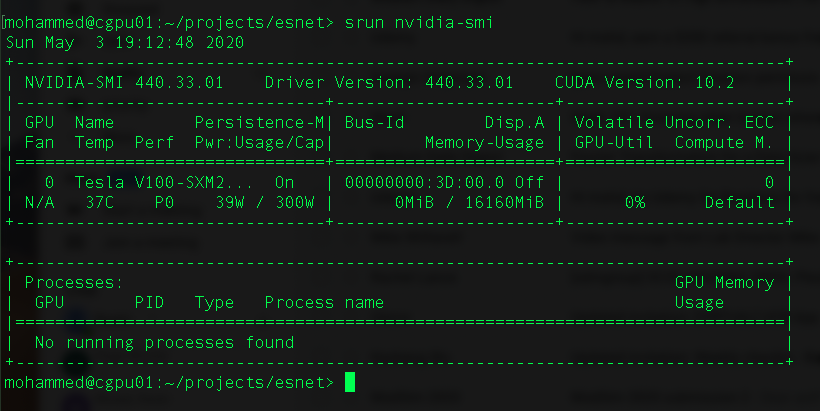 mohammed@cgpu01:~/projects/esnet> srun nvidia-smi
Sun May  3 19:12:48 2020
+-----------------------------------------------------------------------------+
| NVIDIA-SMI 440.33.01    Driver Version: 440.33.01    CUDA Version: 10.2     |
|-------------------------------+----------------------+----------------------+
| GPU  Name        Persistence-M| Bus-Id        Disp.A | Volatile Uncorr. ECC |
| Fan  Temp  Perf  Pwr:Usage/Cap|         Memory-Usage | GPU-Util  Compute M. |
|===============================+======================+======================|
|   0  Tesla V100-SXM2...  On   | 00000000:3D:00.0 Off |                    0 |
| N/A   37C    P0    39W / 300W |      0MiB / 16160MiB |      0%      Default |
+-------------------------------+----------------------+----------------------+

+-----------------------------------------------------------------------------+
| Processes:                                                       GPU Memory |
|  GPU       PID   Type   Process name                             Usage      |
|=============================================================================|
|  No running processes found                                                 |
+-----------------------------------------------------------------------------+
mohammed@cgpu01:~/projects/esnet>